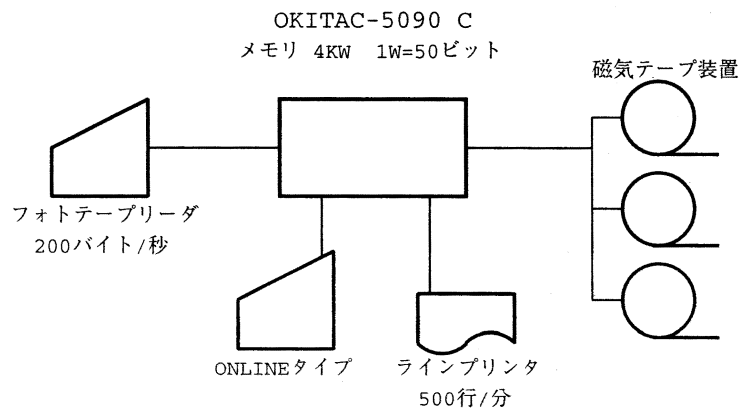 OKITAC-5090 C
メモリ 4KW 1W=50ビット
磁気テープ装置
フォトテープリーダ
200バイト/秒
ONLINEタイプ
ラインプリンタ
500行/分